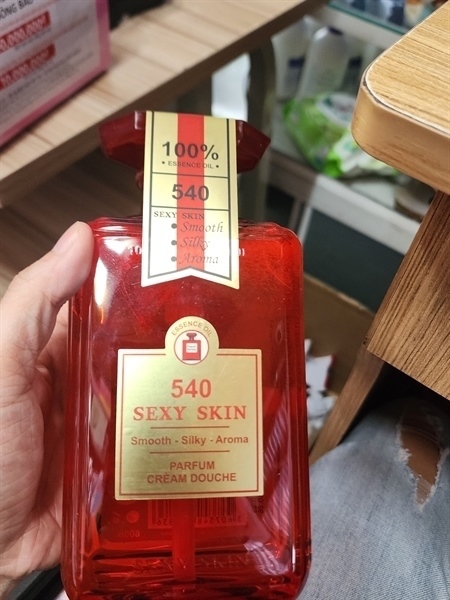 100%
• ESSENCE OIL •
540
SEXY SKIN
• Smooth
• Silky
• Aroma
ESSENCE OIL
540
SEXY SKIN
Smooth - Silky - Aroma
PARFUM
CREAM DOUCHE